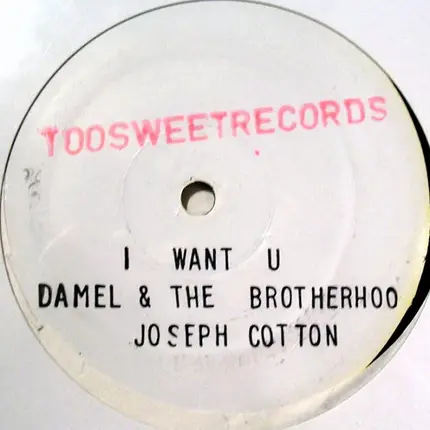 TOOSWEETRECORDS
I WANT U
DAMEL & THE BROTHERHOO
JOSEPH COTTON